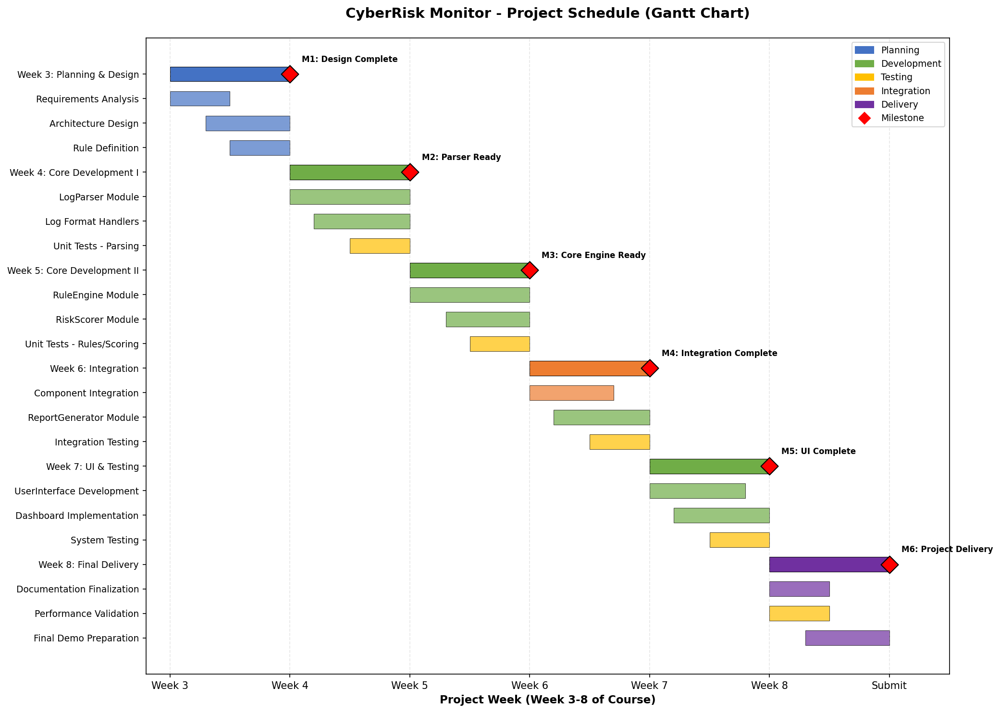 CyberRisk Monitor - Project Schedule (Gantt Chart)
Planning
Development
Testing
Integration
Delivery
Milestone
M1: Design Complete
Week 3: Planning & Design
Requirements Analysis
Architecture Design
Rule Definition
M2: Parser Ready
Week 4: Core Development I
LogParser Module
Log Format Handlers
Unit Tests - Parsing
M3: Core Engine Ready
Week 5: Core Development II
RuleEngine Module
RiskScorer Module
Unit Tests - Rules/Scoring
M4: Integration Complete
Week 6: Integration
Component Integration
ReportGenerator Module
Integration Testing
M5: UI Complete
Week 7: UI & Testing
UserInterface Development
Dashboard Implementation
System Testing
M6: Project Delivery
Week 8: Final Delivery
Documentation Finalization
Performance Validation
Final Demo Preparation
Week 3
Week 4
Week 5
Week 6
Week 7
Week 8
Submit
Project Week (Week 3-8 of Course)